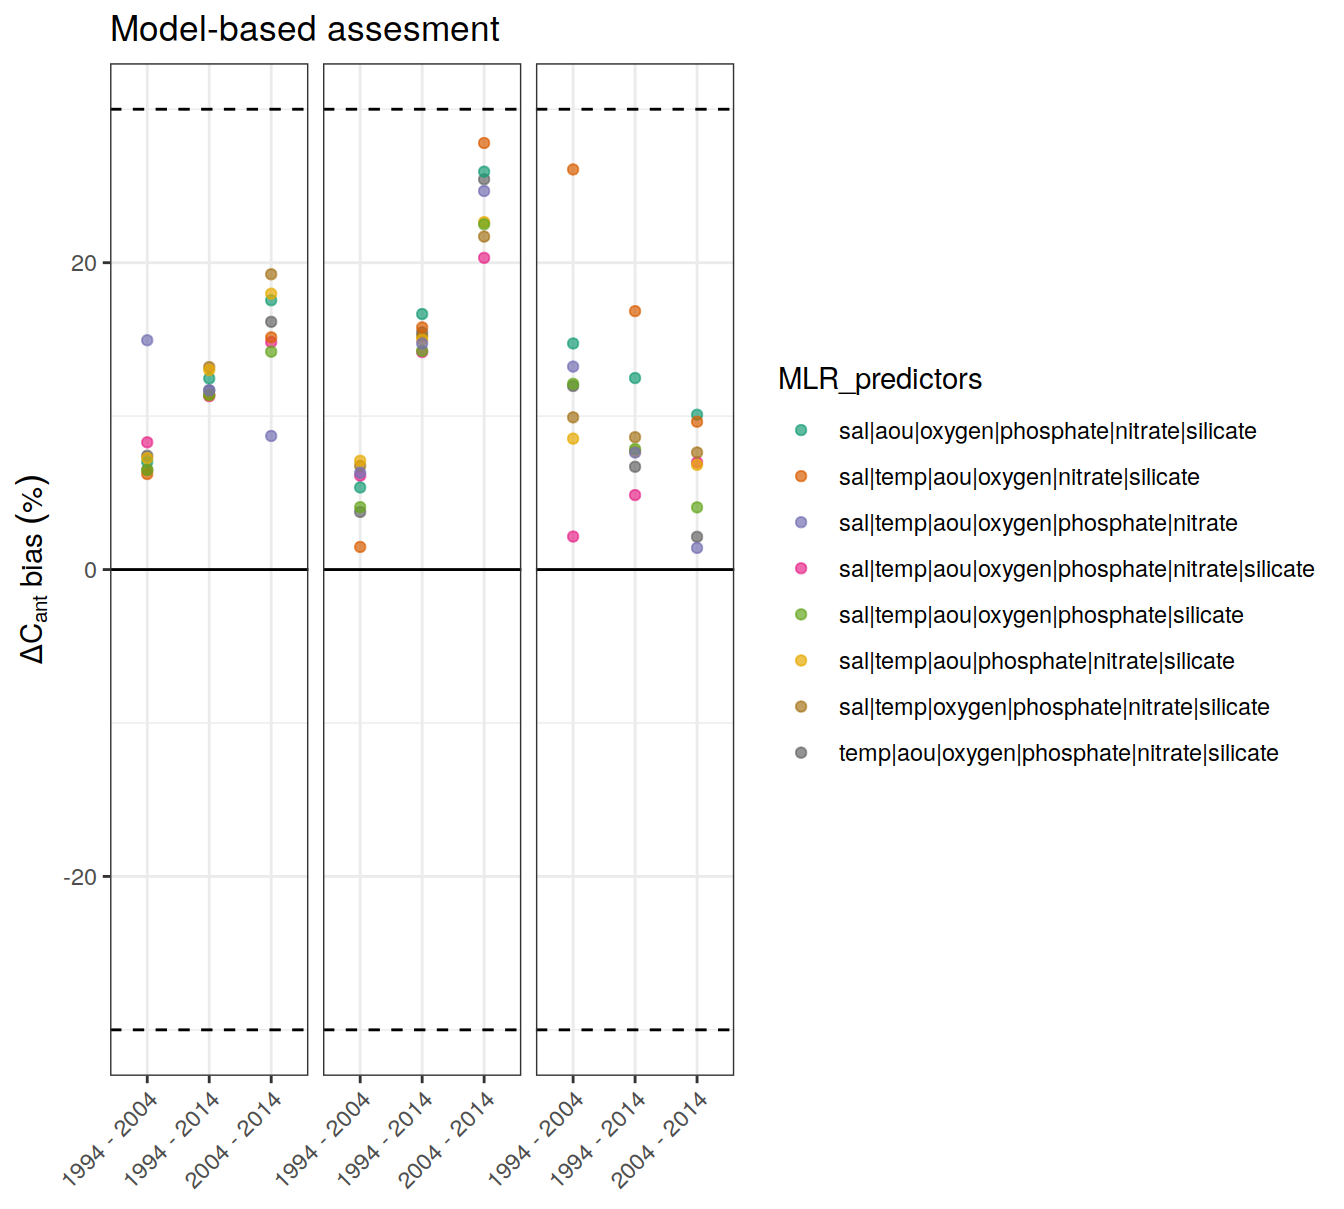 Model-based assesment
20
0
-20
ΔCant bias (%)
1994 - 2004
1994 - 2014
2004 - 2014
1994 - 2004
1994 - 2014
2004 - 2014
1994 - 2004
1994 - 2014
2004 - 2014
MLR_predictors
sal|aou|oxygen|phosphate|nitrate|silicate
sal|temp|aou|oxygen|nitrate|silicate
sal|temp|aou|oxygen|phosphate|nitrate
sal|temp|aou|oxygen|phosphate|nitrate|silicate
sal|temp|aou|oxygen|phosphate|silicate
sal|temp|aou|phosphate|nitrate|silicate
sal|temp|oxygen|phosphate|nitrate|silicate
temp|aou|oxygen|phosphate|nitrate|silicate